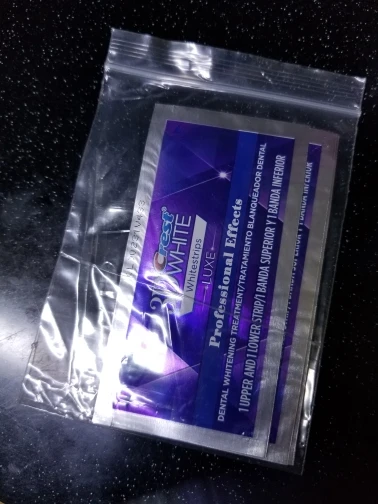 Crest
WHITE
Whitestrips
LUXE
Professional Effects
DENTAL WHITENING TREATMENT/TRATAMIENTO BLANQUEADOR DENTAL
1 UPPER AND 1 LOWER STRIP/1 BANDA SUPERIOR Y 1 BANDA INFERIOR